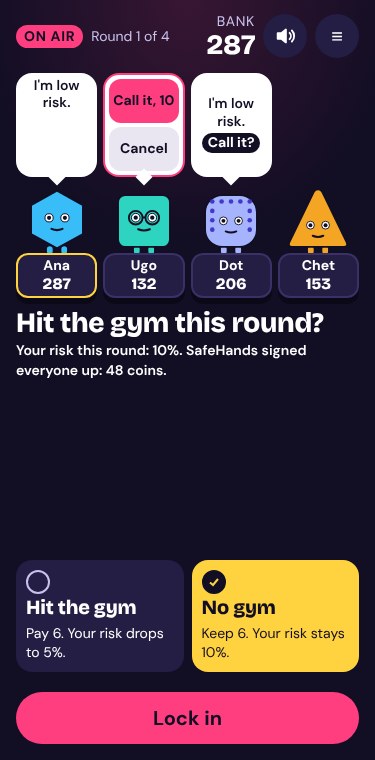 ON AIR
Round 1 of 4
BANK
287
I'm low
risk.
Call it, 10
Cancel
I'm low
risk.
Call it?
Ana
287
Ugo
132
Dot
206
Chet
153
Hit the gym this round?
Your risk this round: 10%. SafeHands signed
everyone up: 48 coins.
Hit the gym
Pay 6. Your risk drops
to 5%.
No gym
Keep 6. Your risk stays
10%.
Lock in